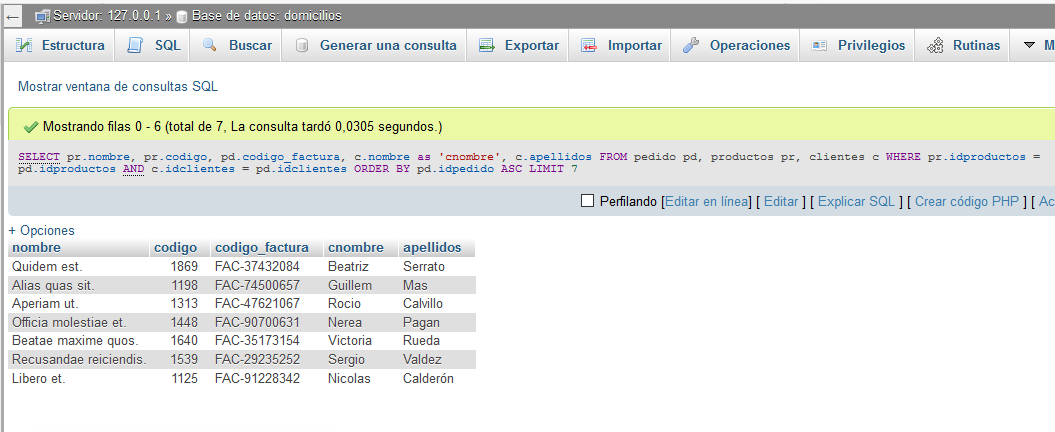 Servidor: 127.0.0.1 » Base de datos: domicilios
Estructura SQL Buscar Generar una consulta Exportar Importar Operaciones Privilegios Rutinas M
Mostrar ventana de consultas SQL
Mostrando filas 0 - 6 (total de 7, La consulta tardó 0,0305 segundos.)
SELECT pr.nombre, pr.codigo, pd.codigo_factura, c.nombre as 'cnombre', c.apellidos FROM pedido pd, productos pr, clientes c WHERE pr.idproductos =
pd.idproductos AND c.idclientes = pd.idclientes ORDER BY pd.idpedido ASC LIMIT 7
Perfilando [Editar en línea] [ Editar ] [ Explicar SQL ] [ Crear código PHP ] [ Ac
+ Opciones
nombre codigo codigo_factura cnombre apellidos
Quidem est. 1869 FAC-37432084 Beatriz Serrato
Alias quas sit. 1198 FAC-74500657 Guillem Mas
Aperiam ut. 1313 FAC-47621067 Rocio Calvillo
Officia molestiae et. 1448 FAC-90700631 Nerea Pagan
Beatae maxime quos. 1640 FAC-35173154 Victoria Rueda
Recusandae reiciendis. 1539 FAC-29235252 Sergio Valdez
Libero et. 1125 FAC-91228342 Nicolas Calderón